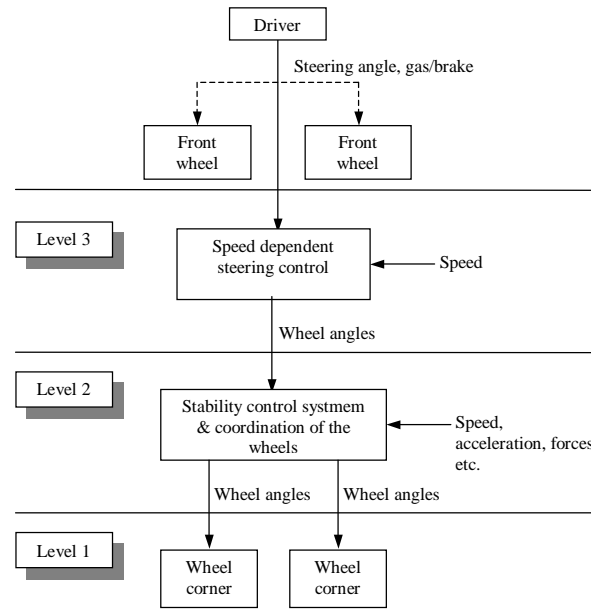 Driver
Steering angle, gas/brake
Front
wheel
Front
wheel
Level 3
Speed dependent
steering control
Speed
Wheel angles
Level 2
Stability control systmem
& coordination of the
wheels
Speed,
acceleration, forces
etc.
Wheel angles
Wheel angles
Level 1
Wheel
corner
Wheel
corner